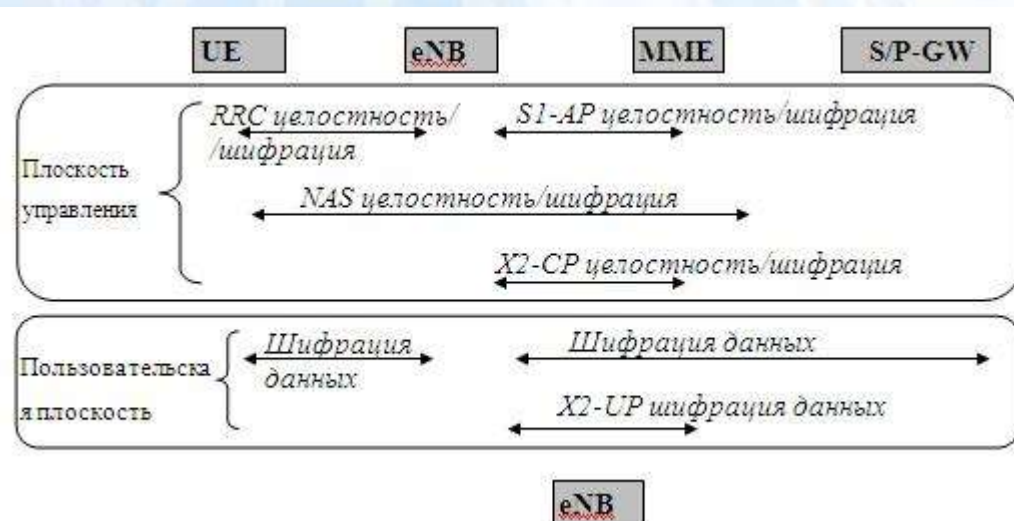 UE eNB MME S/P-GW
RRC целостность/ S1-AP целостность/шифрация
/шифрация
Плоскость
управления
NAS целостность/шифрация
X2-CP целостность/шифрация
Шифрация Шифрация данных
данных
Пользовательска
я плоскость
X2-UP шифрация данных
eNB